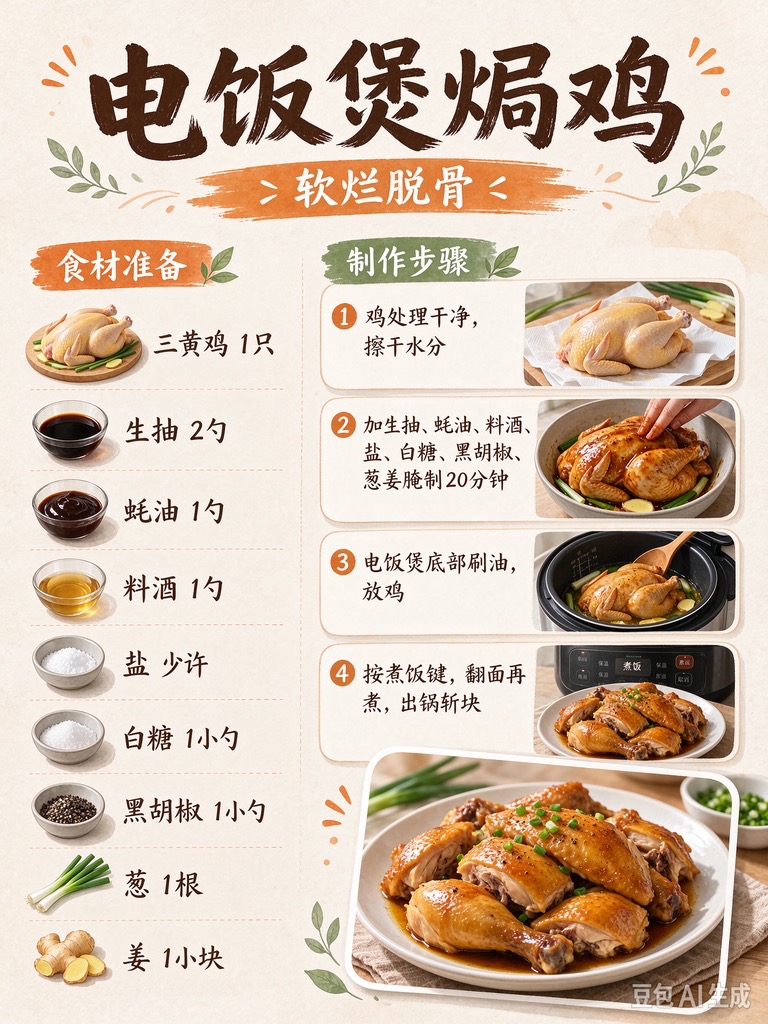 电饭煲焗鸡
软烂脱骨
食材准备
三黄鸡 1只
生抽 2勺
蚝油 1勺
料酒 1勺
盐 少许
白糖 1小勺
黑胡椒 1小勺
葱 1根
姜 1小块
制作步骤
1 鸡处理干净，
擦干水分
2 加生抽、蚝油、料酒、
盐、白糖、黑胡椒、
葱姜腌制20分钟
3 电饭煲底部刷油，
放鸡
4 按煮饭键，翻面再
煮，出锅斩块
煮饭
豆包AI生成